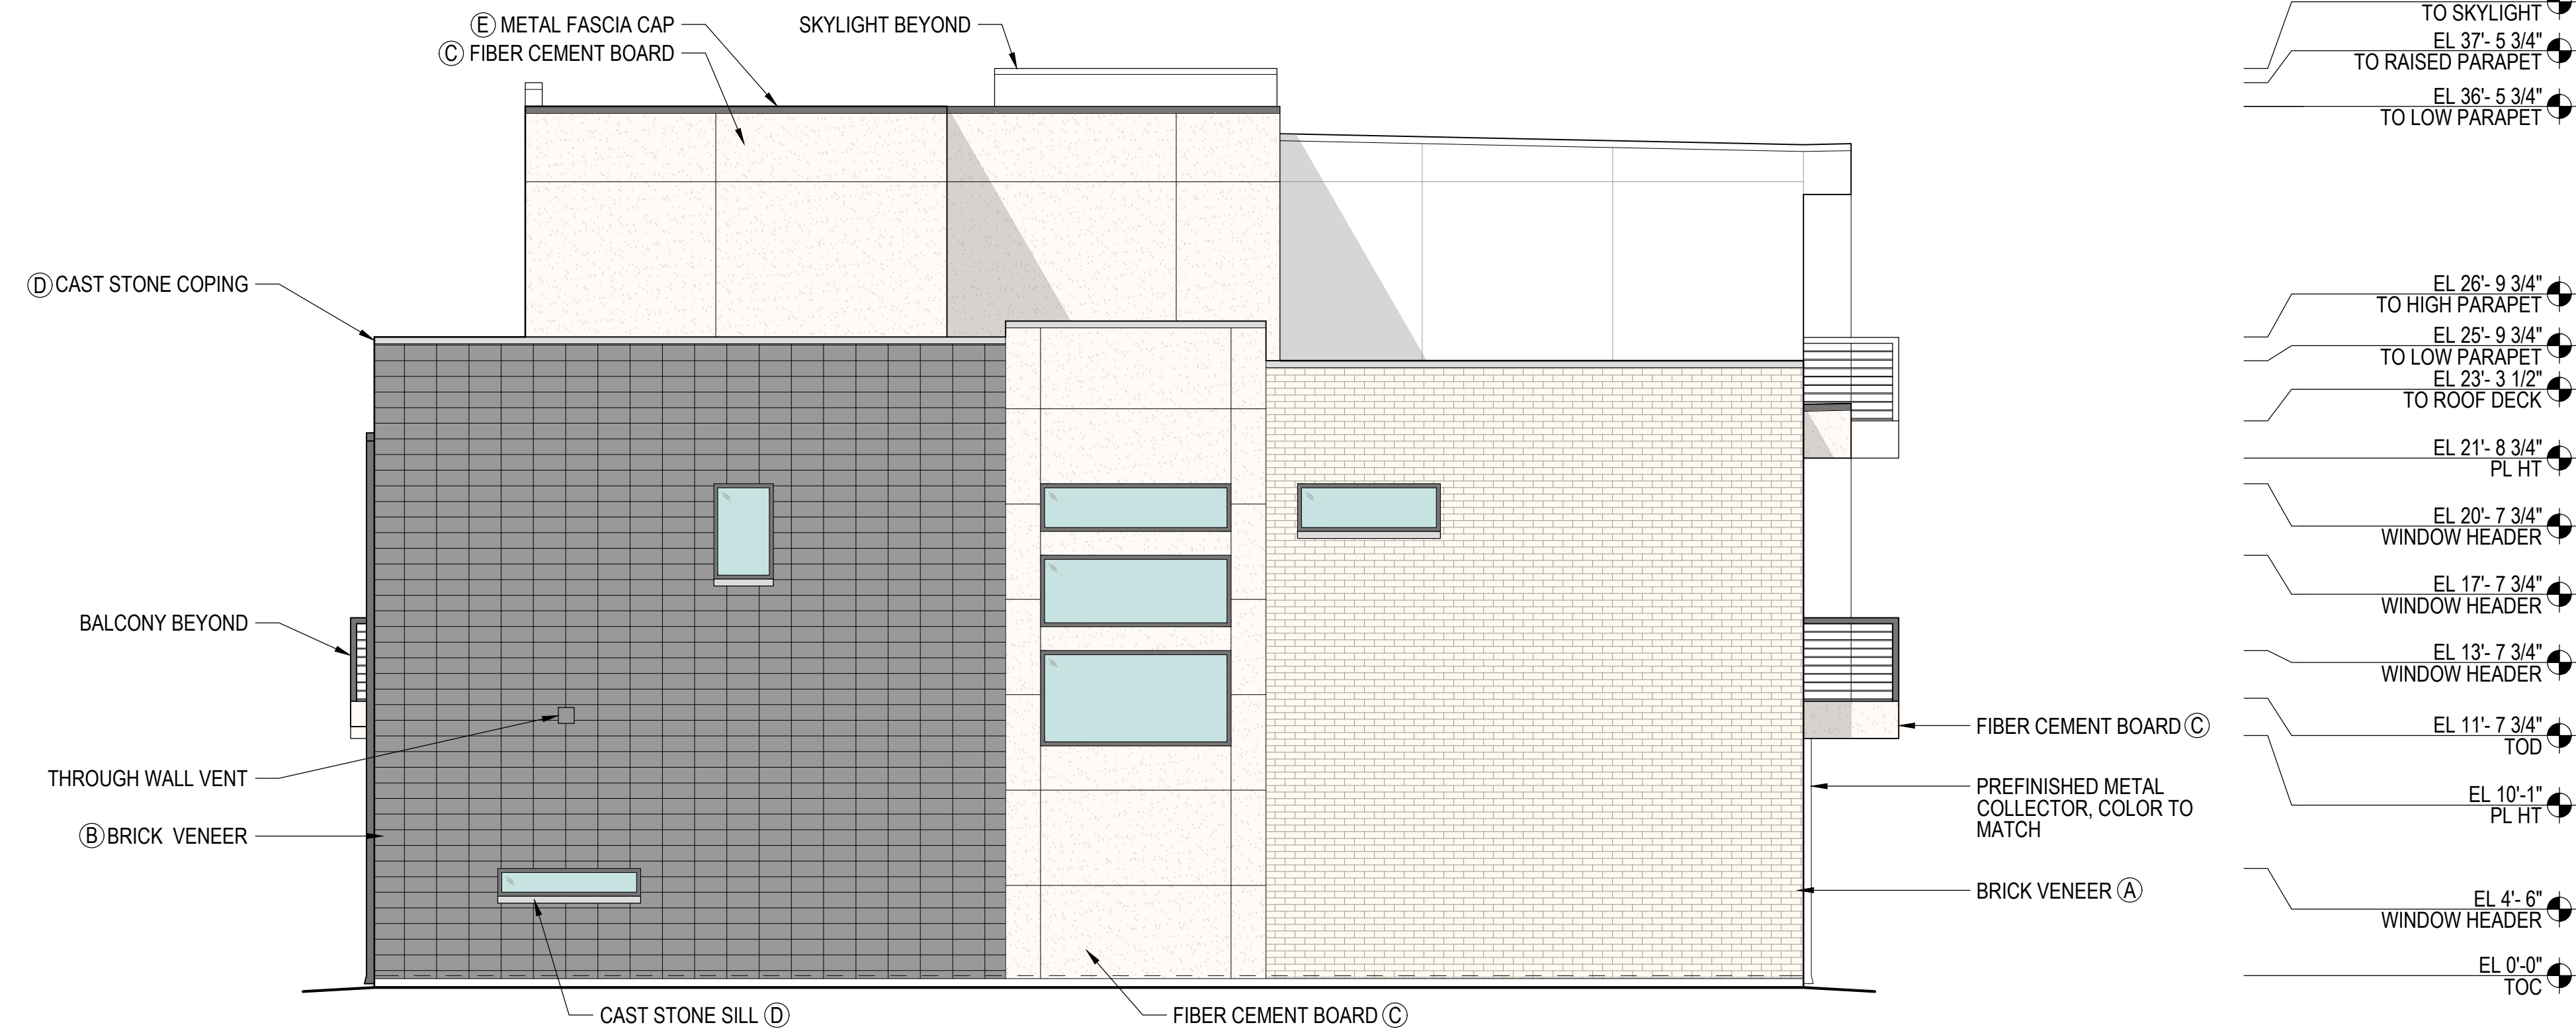 Ⓔ METAL FASCIA CAP
Ⓒ FIBER CEMENT BOARD
SKYLIGHT BEYOND
Ⓓ CAST STONE COPING
BALCONY BEYOND
THROUGH WALL VENT
Ⓑ BRICK VENEER
CAST STONE SILL Ⓓ
FIBER CEMENT BOARD Ⓒ
FIBER CEMENT BOARD Ⓒ
PREFINISHED METAL
COLLECTOR, COLOR TO
MATCH
BRICK VENEER Ⓐ
TO SKYLIGHT
EL 37'- 5 3/4"
TO RAISED PARAPET
EL 36'- 5 3/4"
TO LOW PARAPET
EL 26'- 9 3/4"
TO HIGH PARAPET
EL 25'- 9 3/4"
TO LOW PARAPET
EL 23'- 3 1/2"
TO ROOF DECK
EL 21'- 8 3/4"
PL HT
EL 20'- 7 3/4"
WINDOW HEADER
EL 17'- 7 3/4"
WINDOW HEADER
EL 13'- 7 3/4"
WINDOW HEADER
EL 11'- 7 3/4"
TOD
EL 10'-1"
PL HT
EL 4'- 6"
WINDOW HEADER
EL 0'-0"
TOC